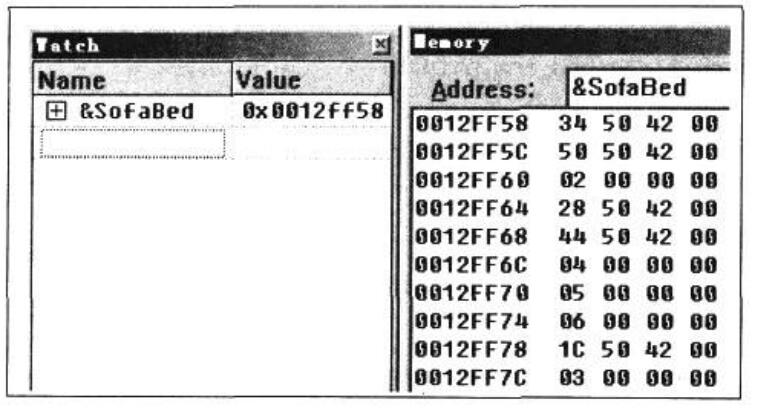 Watch
Name Value
&SofaBed 0x0012ff58
Memory
Address: &SofaBed
0012FF58 34 50 42 00
0012FF5C 50 50 42 00
0012FF60 02 00 00 00
0012FF64 28 50 42 00
0012FF68 44 50 42 00
0012FF6C 04 00 00 00
0012FF70 05 00 00 00
0012FF74 06 00 00 00
0012FF78 1C 50 42 00
0012FF7C 03 00 00 00